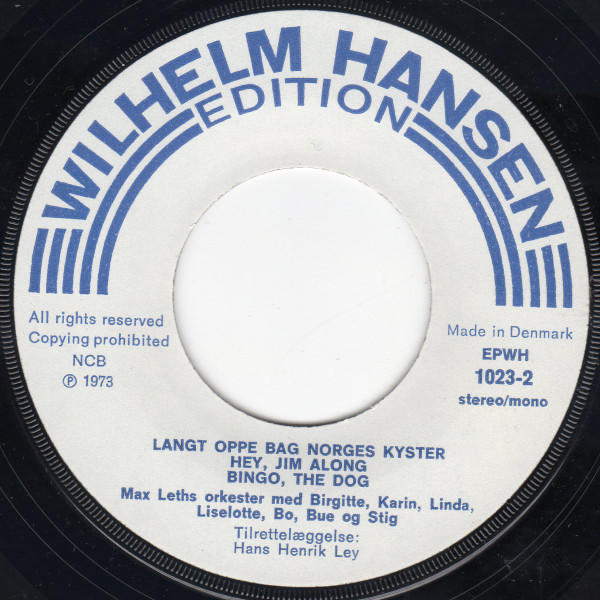 WILHELM HANSEN
EDITION
All rights reserved
Copying prohibited
NCB
Ⓟ 1973
Made in Denmark
EPWH
1023-2
stereo/mono
LANGT OPPE BAG NORGES KYSTER
HEY, JIM ALONG
BINGO, THE DOG
Max Leths orkester med Birgitte, Karin, Linda,
Liselotte, Bo, Bue og Stig
Tilrettelæggelse:
Hans Henrik Ley